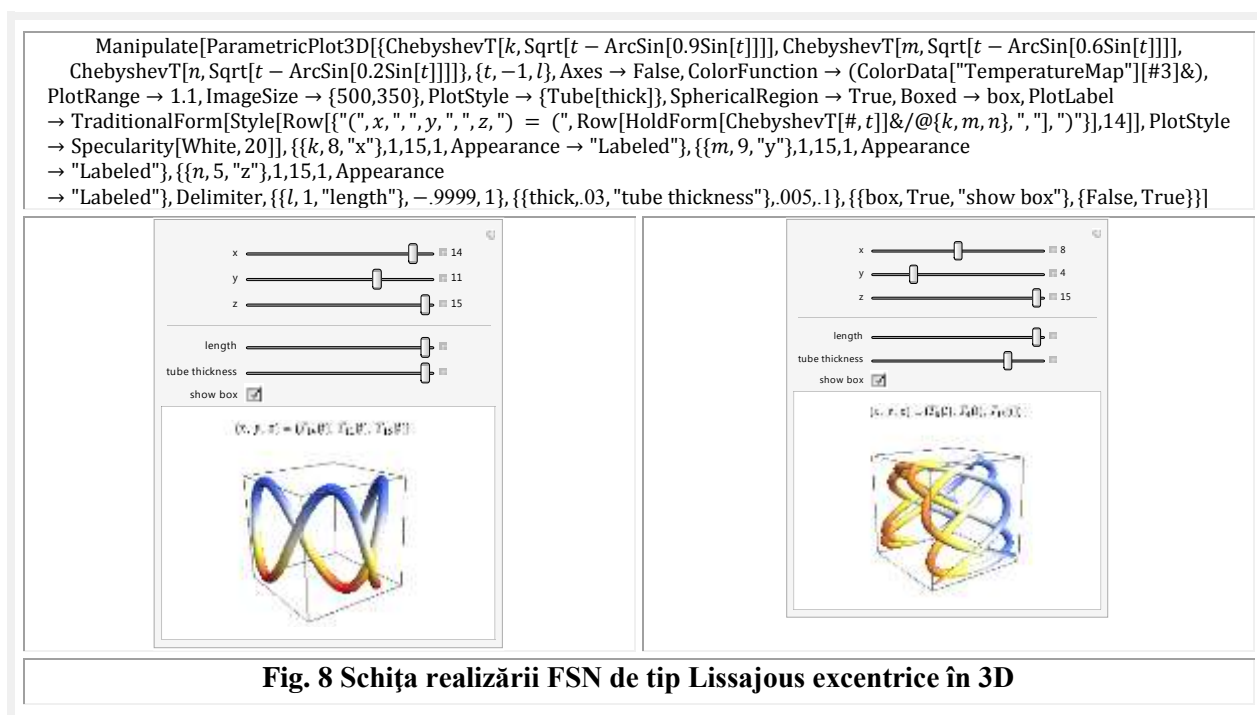 Manipulate[ParametricPlot3D[{ChebyshevT[k, Sqrt[t − ArcSin[0.9Sin[t]]]], ChebyshevT[m, Sqrt[t − ArcSin[0.6Sin[t]]]],
ChebyshevT[n, Sqrt[t − ArcSin[0.2Sin[t]]]]}, {t, −1, l}, Axes → False, ColorFunction → (ColorData["TemperatureMap"][#3]&),
PlotRange → 1.1, ImageSize → {500,350}, PlotStyle → {Tube[thick]}, SphericalRegion → True, Boxed → box, PlotLabel
→ TraditionalForm[Style[Row[{"(", x, ",", y, ",", z, ") = (", Row[HoldForm[ChebyshevT[#, t]]&/@{k, m, n}, ","], ")"}], 14]], PlotStyle
→ Specularity[White, 20]], {{k, 8, "x"},1,15,1, Appearance → "Labeled"}, {{m, 9, "y"},1,15,1, Appearance
→ "Labeled"}, {{n, 5, "z"},1,15,1, Appearance
→ "Labeled"}, Delimiter, {{l, 1, "length"}, −.9999, 1}, {{thick,.03, "tube thickness"},.005,.1}, {{box, True, "show box"}, {False, True}}]
x 14
y 11
z 15
length
tube thickness
show box
x 8
y 4
z 15
length
tube thickness
show box
Fig. 8 Schiţa realizării FSN de tip Lissajous excentrice în 3D